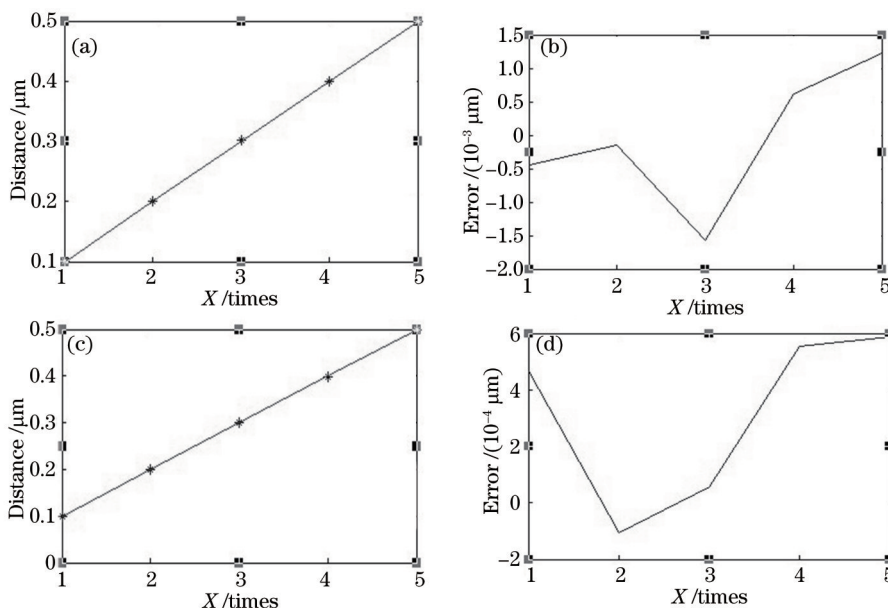 (a)
Distance /μm
0.5
0.4
0.3
0.2
0.1
1 2 3 4 5
X /times
(b)
Error /(10⁻³ μm)
1.5
1.0
0.5
0
−0.5
−1.0
−1.5
−2.0
1 2 3 4 5
X /times
(c)
Distance /μm
0.5
0.4
0.3
0.2
0.1
0
1 2 3 4 5
X /times
(d)
Error /(10⁻⁴ μm)
6
4
2
0
−2
1 2 3 4 5
X /times